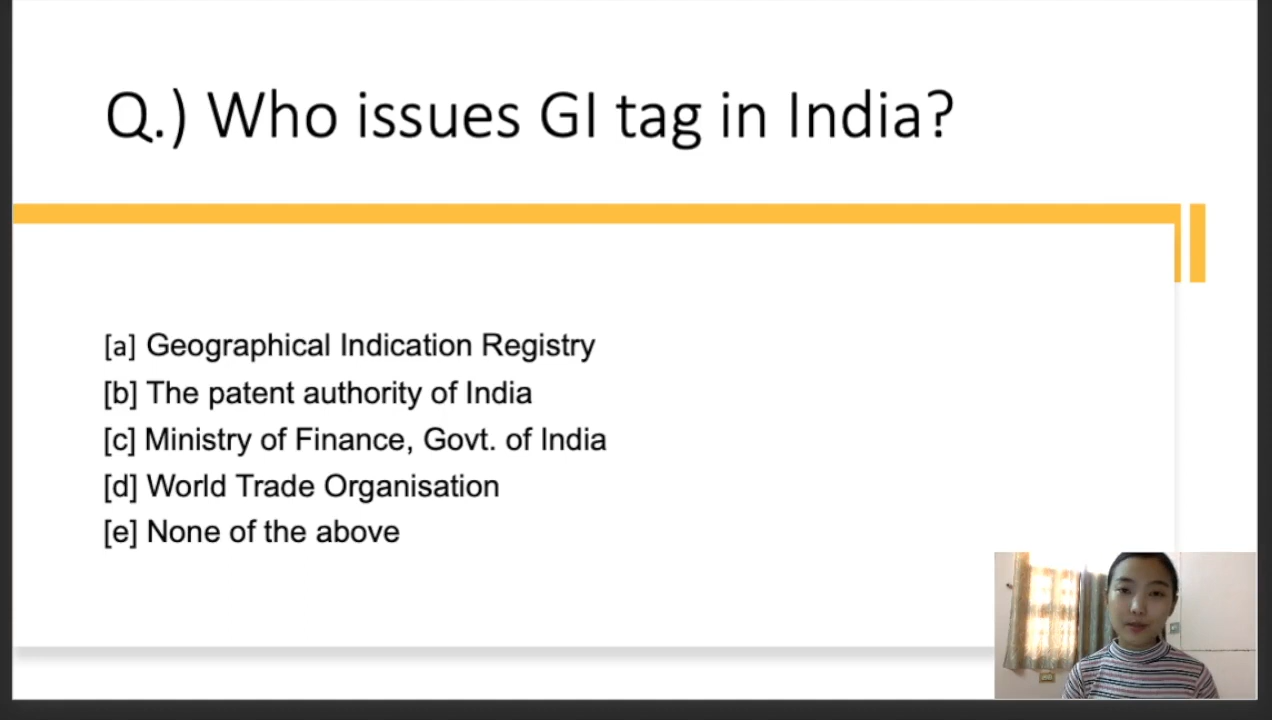 Q.) Who issues GI tag in India?
[a] Geographical Indication Registry
[b] The patent authority of India
[c] Ministry of Finance, Govt. of India
[d] World Trade Organisation
[e] None of the above